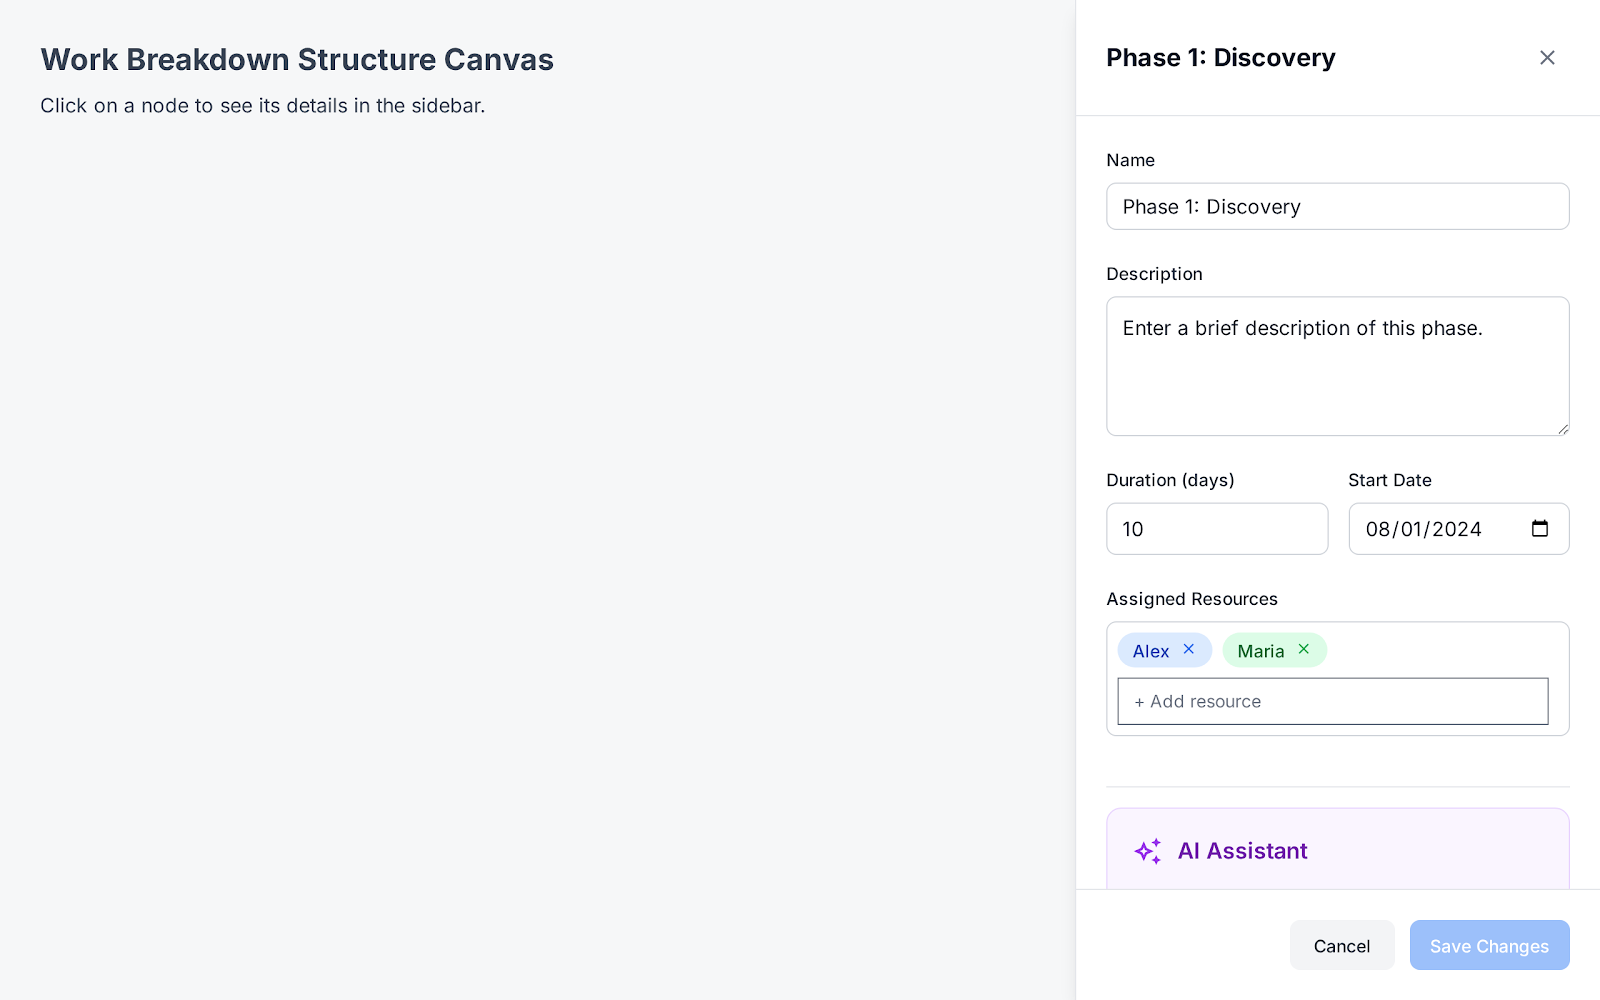 Work Breakdown Structure Canvas
Click on a node to see its details in the sidebar.
Phase 1: Discovery
Name
Phase 1: Discovery
Description
Enter a brief description of this phase.
Duration (days)
Start Date
10
08/01/2024
Assigned Resources
Alex
Maria
+ Add resource
AI Assistant
Cancel
Save Changes